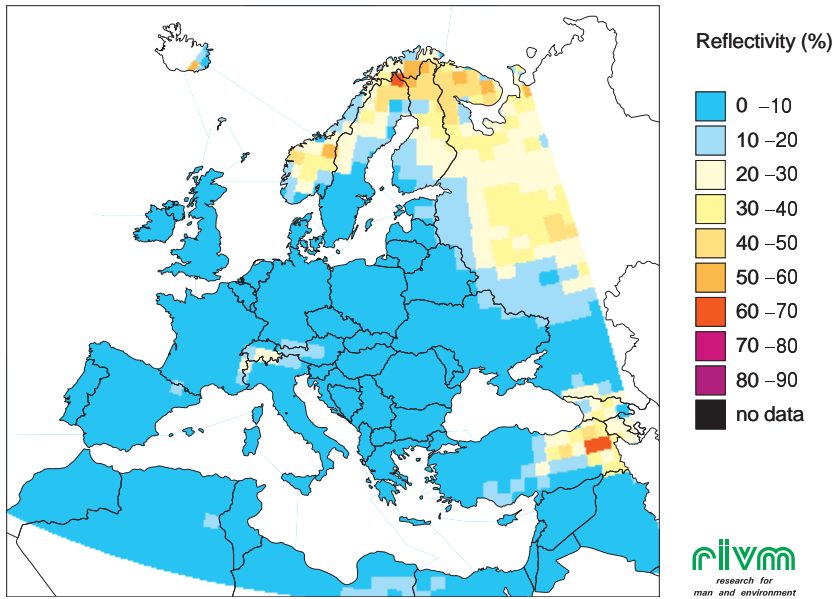 Reflectivity (%)
0 –10
10 –20
20 –30
30 –40
40 –50
50 –60
60 –70
70 –80
80 –90
no data
rivm
research for
man and environment